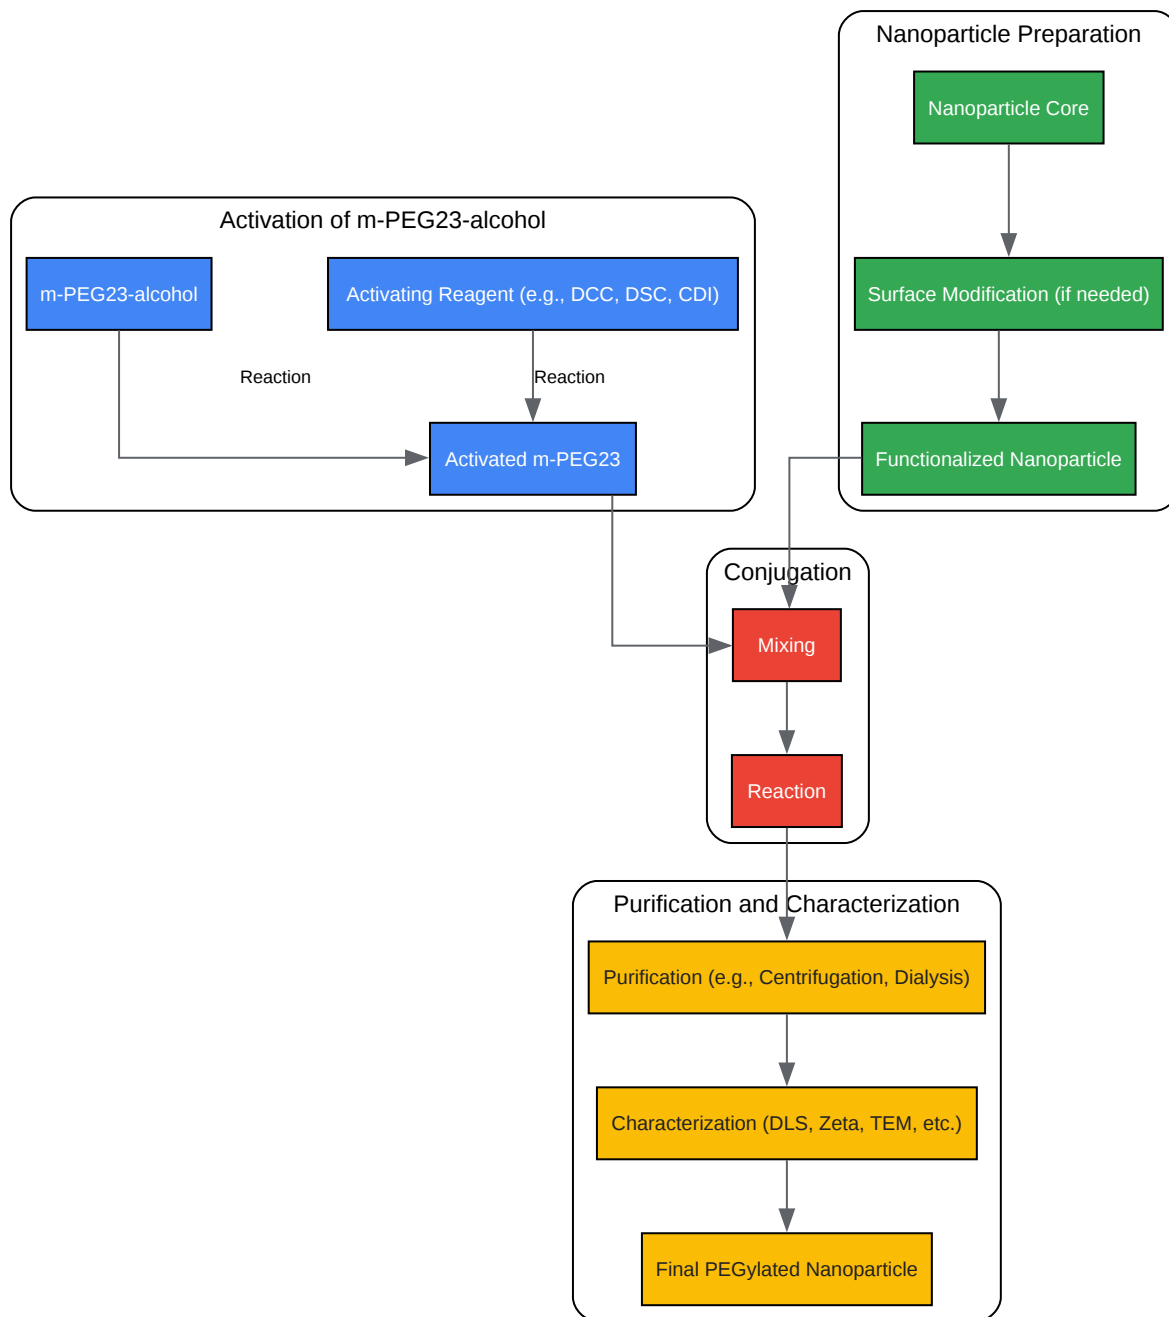 Nanoparticle Preparation
Nanoparticle Core
Activation of m-PEG23-alcohol
m-PEG23-alcohol
Activating Reagent (e.g., DCC, DSC, CDI)
Surface Modification (if needed)
Reaction
Reaction
Activated m-PEG23
Functionalized Nanoparticle
Conjugation
Mixing
Reaction
Purification and Characterization
Purification (e.g., Centrifugation, Dialysis)
Characterization (DLS, Zeta, TEM, etc.)
Final PEGylated Nanoparticle